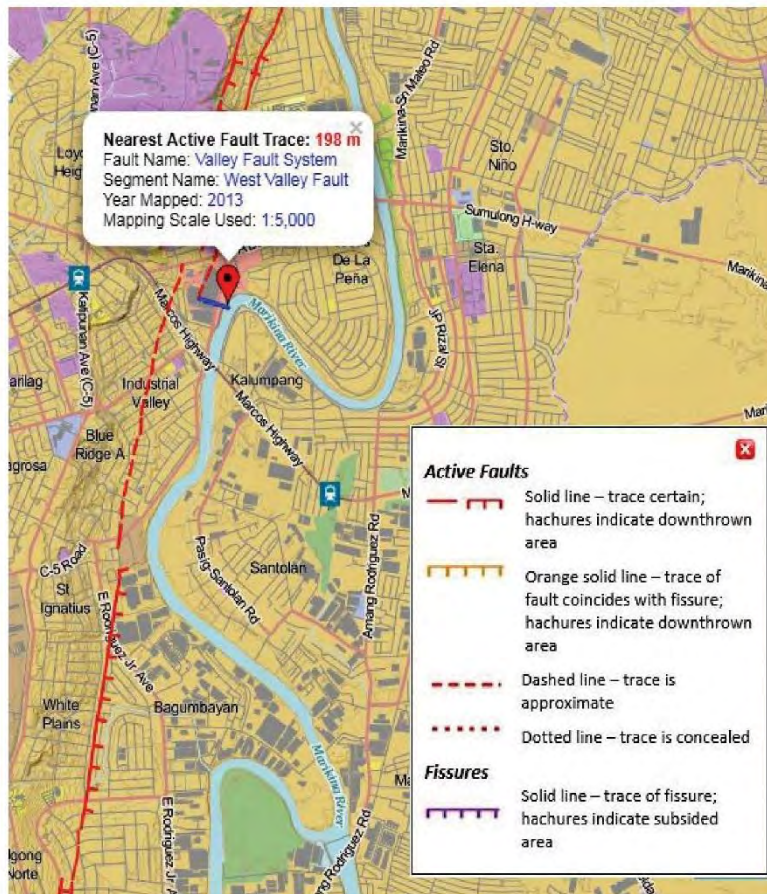 Nearest Active Fault Trace: 198 m
Fault Name: Valley Fault System
Segment Name: West Valley Fault
Year Mapped: 2013
Mapping Scale Used: 1:5,000
Marikina-Sn Mateo Rd
Sto.
Niño
Sumulong H-way
Sta.
Elena
De La
Peña
Marikina River
Marcos Highway
Katipunan Ave (C-5)
JP Rizal St
Industrial
Valley
Kalumpang
Marcos Highway
Blue
Ridge A
C-5 Road
St
Ignatius
E Rodriguez Jr Ave
Pasig-Santolan Rd
Santolan
Amang Rodriguez Rd
White
Plains
Bagumbayan
Marikina River
E Rodriguez Jr A
Active Faults
Solid line – trace certain;
hachures indicate downthrown
area
Orange solid line – trace of
fault coincides with fissure;
hachures indicate downthrown
area
Dashed line – trace is
approximate
Dotted line – trace is concealed
Fissures
Solid line – trace of fissure;
hachures indicate subsided
area